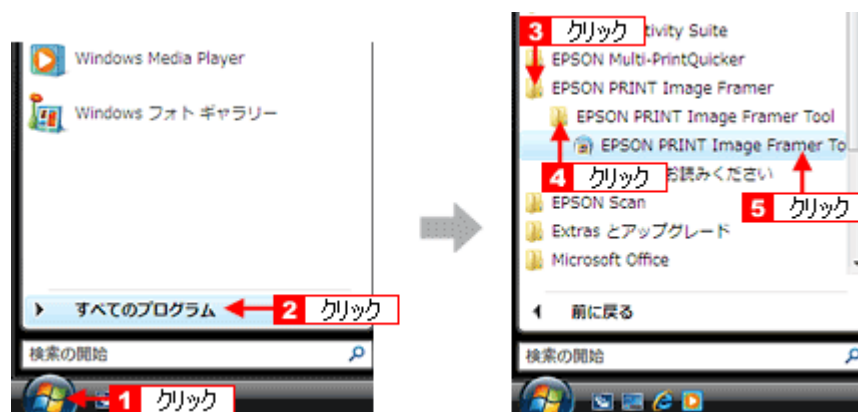 Windows Media Player
Windows フォト ギャラリー
すべてのプログラム
2 クリック
検索の開始
1 クリック
3 クリック
tivity Suite
EPSON Multi-PrintQuicker
EPSON PRINT Image Framer
EPSON PRINT Image Framer Tool
EPSON PRINT Image Framer To
4 クリック
お読みください
5 クリック
EPSON Scan
Extras とアップグレード
Microsoft Office
前に戻る
検索の開始